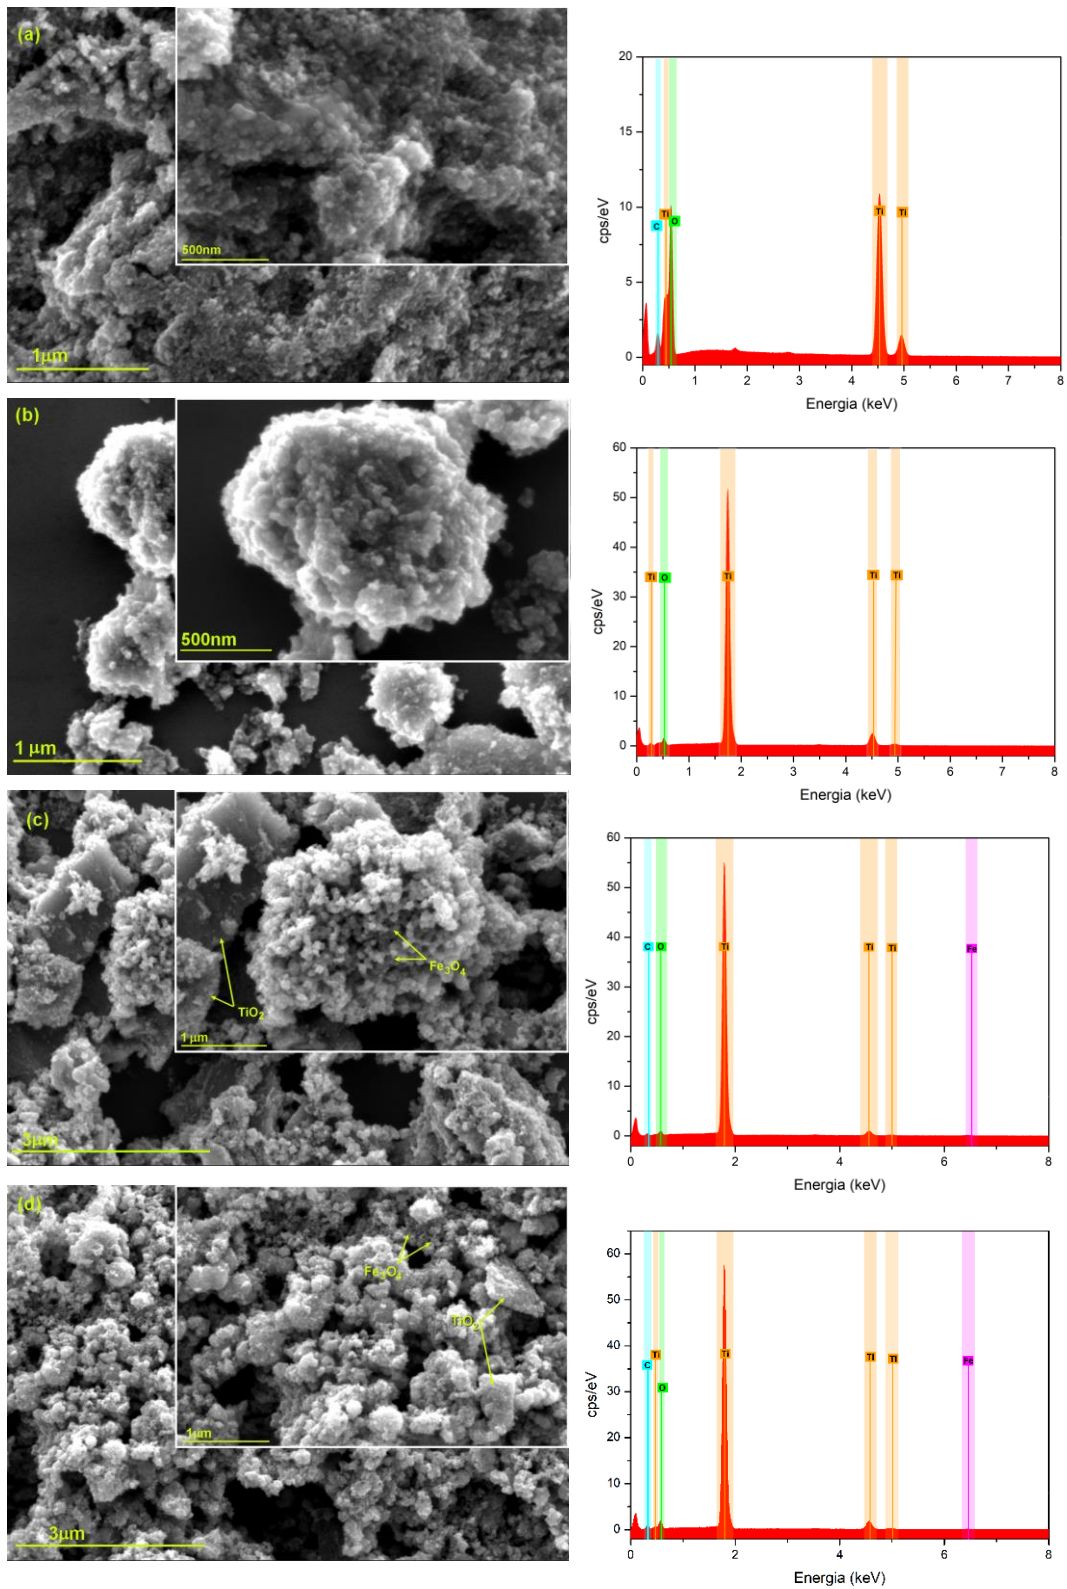 (a)
500nm
1µm
20
15
10
5
0
cps/eV
C
Ti
O
Ti
Ti
0 1 2 3 4 5 6 7 8
Energia (keV)
(b)
500nm
1 µm
60
50
40
30
20
10
0
cps/eV
Ti
O
Ti
Ti
Ti
0 1 2 3 4 5 6 7 8
Energia (keV)
(c)
Fe3O4
TiO2
1 µm
3µm
60
50
40
30
20
10
0
cps/eV
C
O
Ti
Ti
Ti
Fe
0 2 4 6 8
Energia (keV)
(d)
Fe3O4
TiO2
1µm
3µm
60
50
40
30
20
10
0
cps/eV
C
Ti
O
Ti
Ti
Ti
Fe
0 2 4 6 8
Energia (keV)